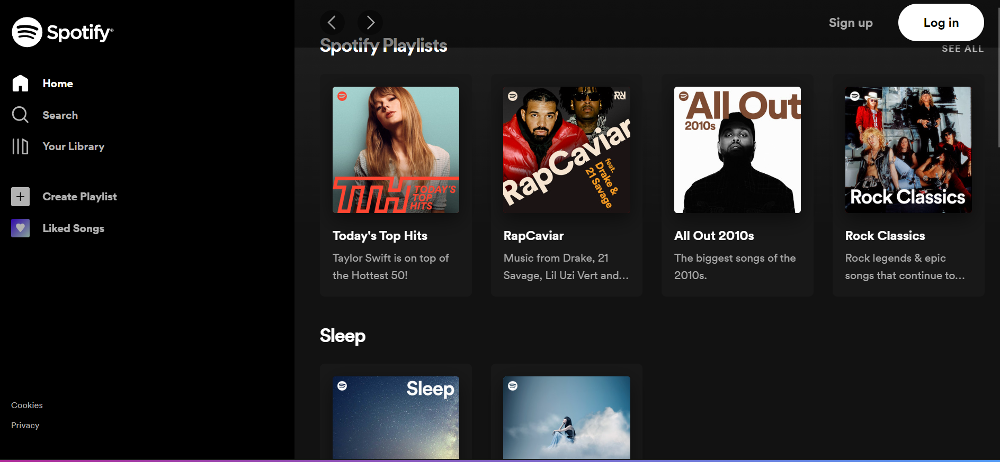 Spotify®
Home
Search
Your Library
Create Playlist
Liked Songs
Cookies
Privacy
Sign up
Log in
Spotify Playlists
SEE ALL
TTH TODAY'S
TOP
HITS
Today's Top Hits
Taylor Swift is on top of
the Hottest 50!
RapCaviar
feat.
Drake &
21 Savage
RapCaviar
Music from Drake, 21
Savage, Lil Uzi Vert and...
All Out
2010s
All Out 2010s
The biggest songs of the
2010s.
Rock Classics
Rock Classics
Rock legends & epic
songs that continue to...
Sleep
Sleep